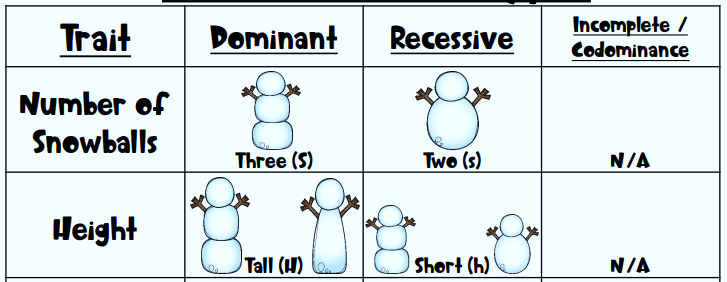 Trait
Dominant
Recessive
Incomplete /
Codominance
Number of
Snowballs
Three (S)
Two (s)
N/A
Height
Tall (H)
Short (h)
N/A